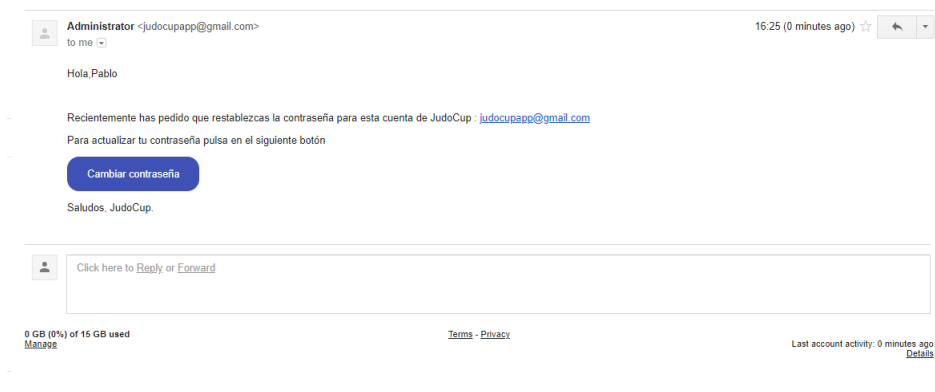 Administrator <judocupapp@gmail.com>
16:25 (0 minutes ago)
to me
Hola,Pablo
Recientemente has pedido que restablezcas la contraseña para esta cuenta de JudoCup : judocupapp@gmail.com
Para actualizar tu contraseña pulsa en el siguiente botón
Cambiar contraseña
Saludos, JudoCup.
Click here to Reply or Forward
0 GB (0%) of 15 GB used
Manage
Terms - Privacy
Last account activity: 0 minutes ago
Details